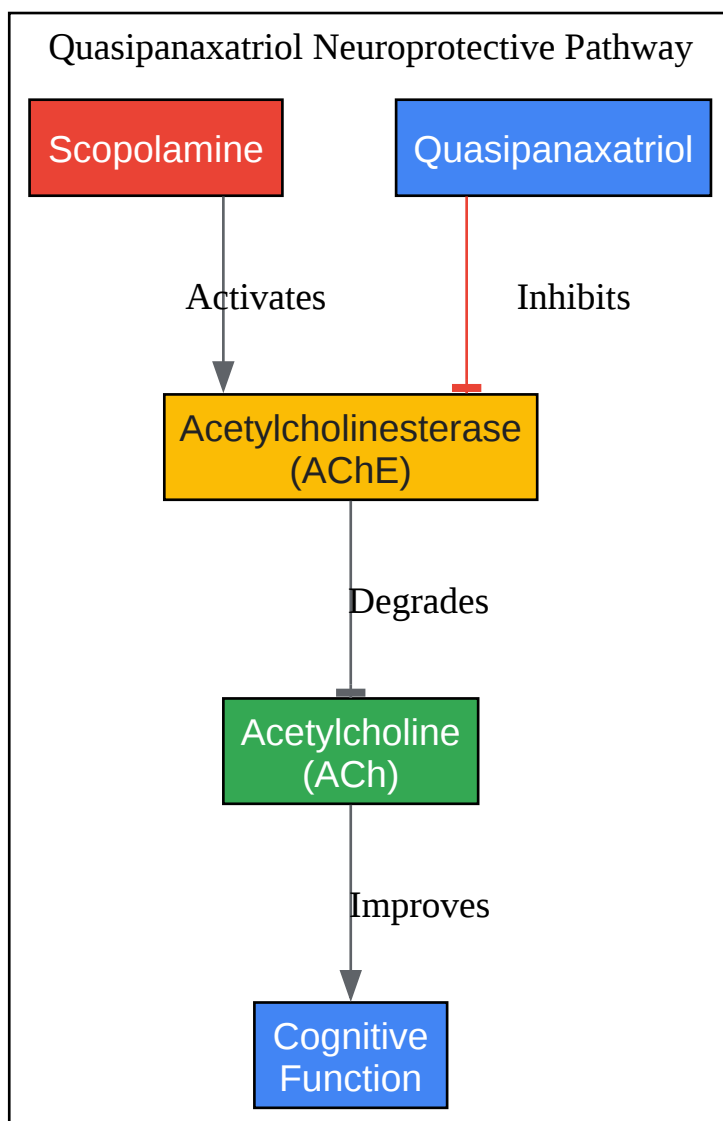 Quasipanaxatriol Neuroprotective Pathway
Scopolamine
Quasipanaxatriol
Activates
Inhibits
Acetylcholinesterase
(AChE)
Degrades
Acetylcholine
(ACh)
Improves
Cognitive
Function